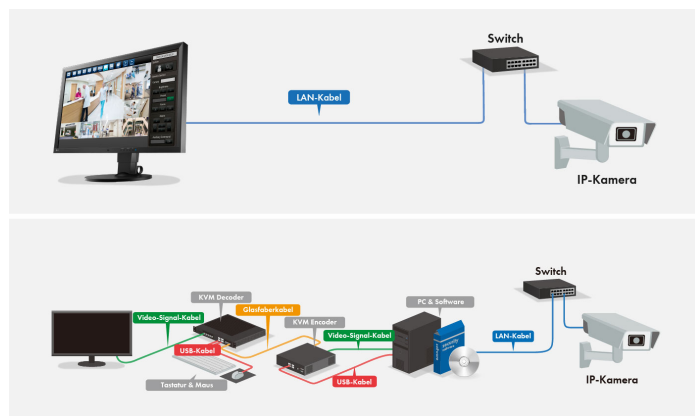 Switch
LAN-Kabel
IP-Kamera
Switch
KVM Decoder
PC & Software
Glasfaberkabel
Video-Signal-Kabel
KVM Encoder
Video-Signal-Kabel
LAN-Kabel
USB-Kabel
IP-Kamera
USB-Kabel
Tastatur & Maus